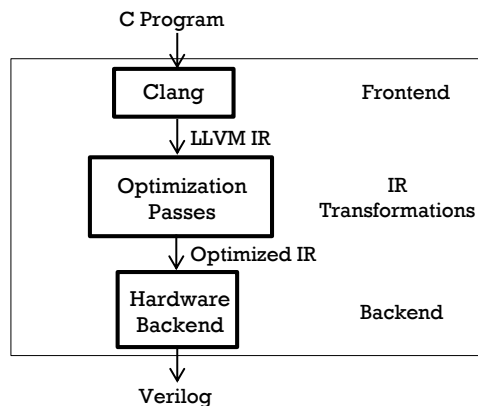 C Program
Clang
Frontend
LLVM IR
Optimization
Passes
IR
Transformations
Optimized IR
Hardware
Backend
Backend
Verilog